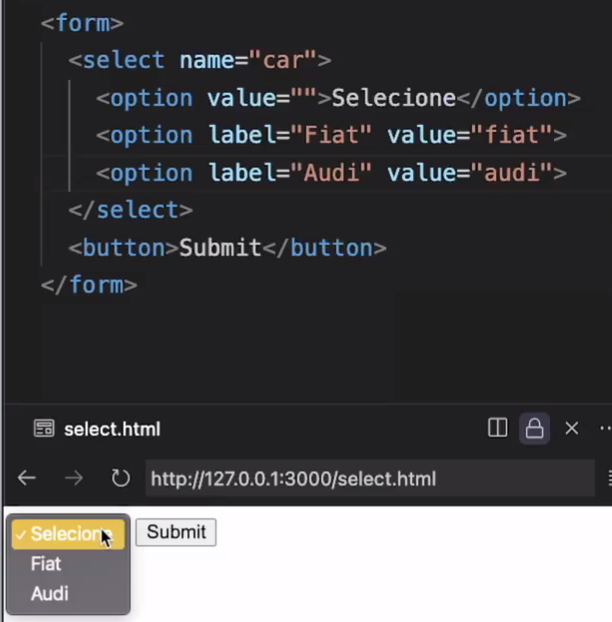 <form>
<select name="car">
<option value="">Selecione</option>
<option label="Fiat" value="fiat">
<option label="Audi" value="audi">
</select>
<button>Submit</button>
</form>
select.html
http://127.0.0.1:3000/select.html
Submit
Fiat
Audi